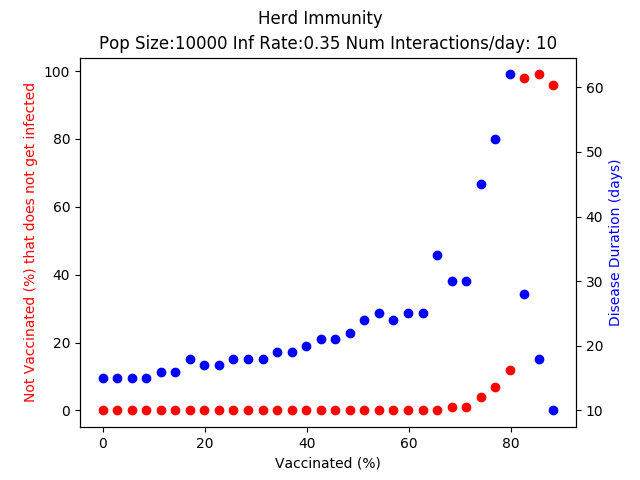 Herd Immunity
Pop Size:10000 Inf Rate:0.35 Num Interactions/day: 10
Not Vaccinated (%) that does not get infected
100
80
60
40
20
0
60
50
40
30
20
10
Disease Duration (days)
0 20 40 60 80
Vaccinated (%)